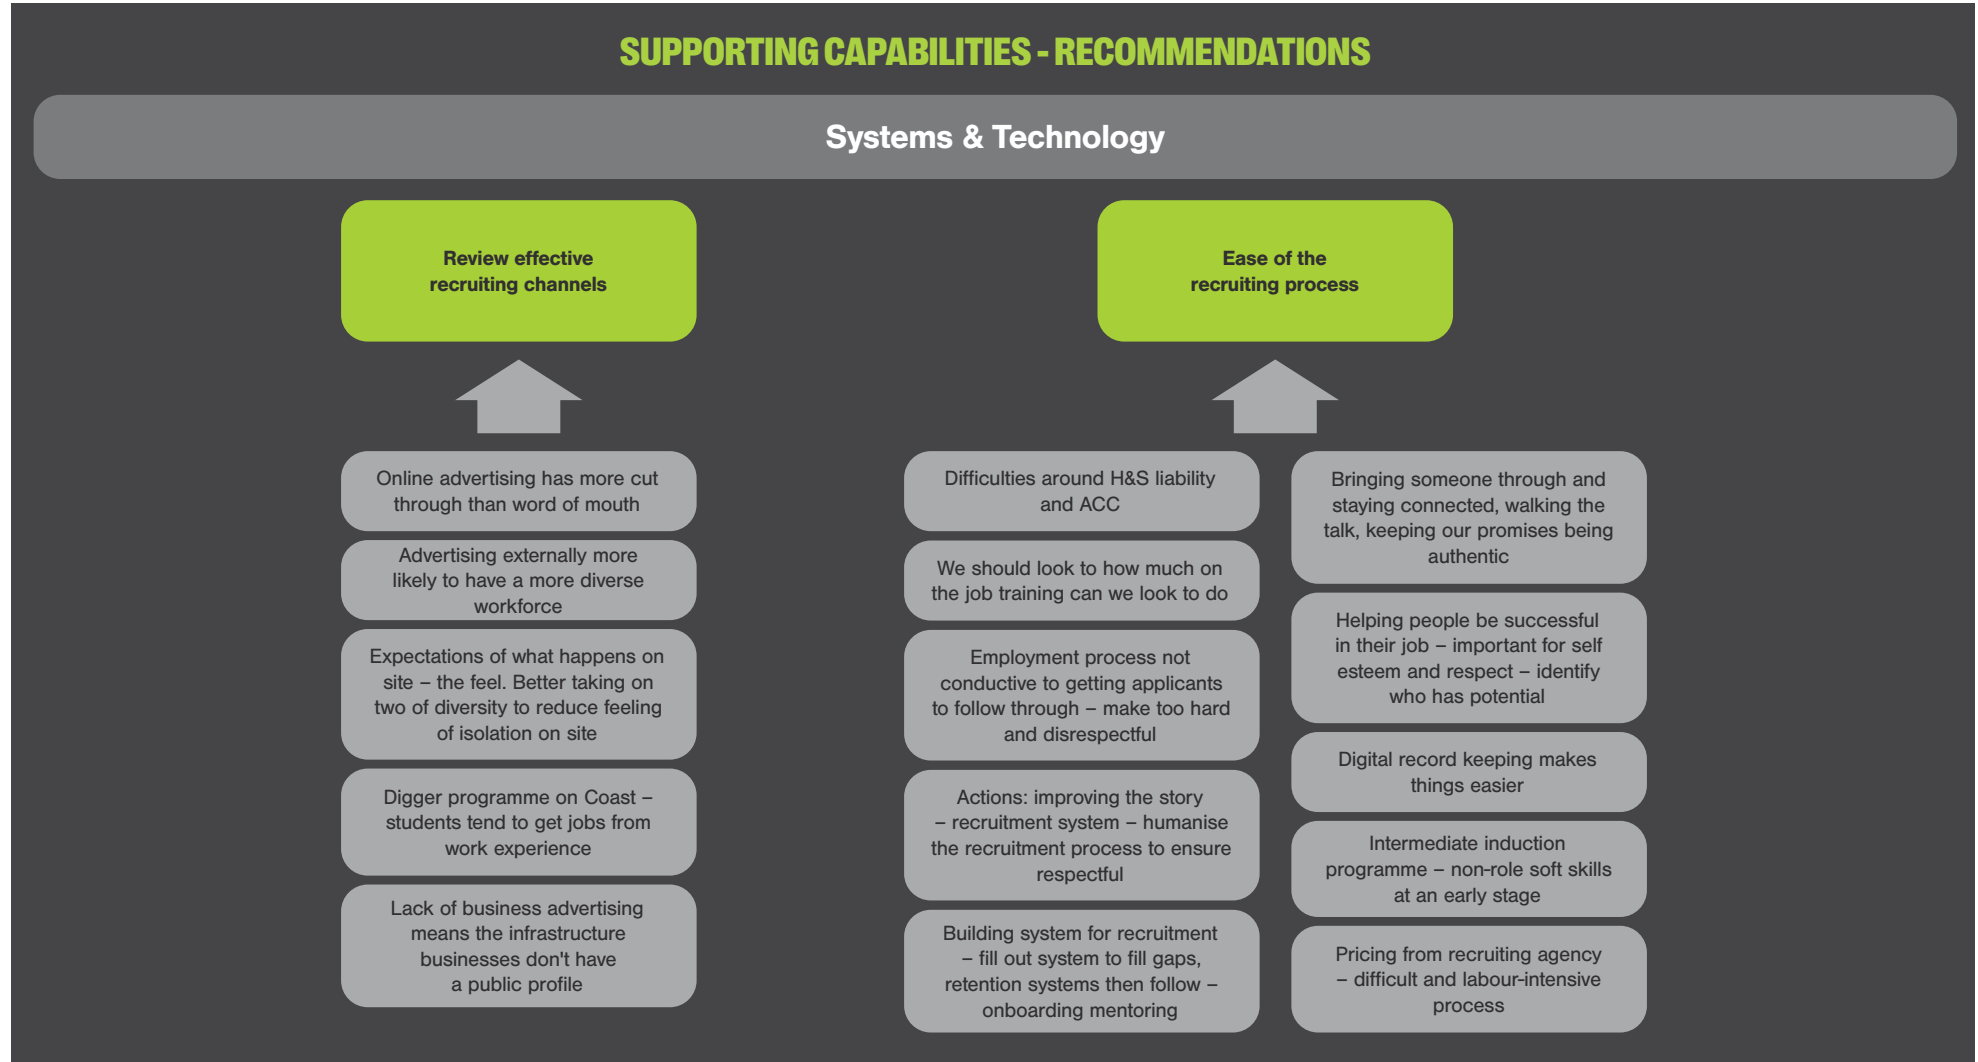 SUPPORTING CAPABILITIES - RECOMMENDATIONS
Systems & Technology
Review effective
recruiting channels
Online advertising has more cut
through than word of mouth
Advertising externally more
likely to have a more diverse
workforce
Expectations of what happens on
site – the feel. Better taking on
two of diversity to reduce feeling
of isolation on site
Digger programme on Coast –
students tend to get jobs from
work experience
Lack of business advertising
means the infrastructure
businesses don't have
a public profile
Ease of the
recruiting process
Difficulties around H&S liability
and ACC
We should look to how much on
the job training can we look to do
Employment process not
conductive to getting applicants
to follow through – make too hard
and disrespectful
Actions: improving the story
– recruitment system – humanise
the recruitment process to ensure
respectful
Building system for recruitment
– fill out system to fill gaps,
retention systems then follow –
onboarding mentoring
Bringing someone through and
staying connected, walking the
talk, keeping our promises being
authentic
Helping people be successful
in their job – important for self
esteem and respect – identify
who has potential
Digital record keeping makes
things easier
Intermediate induction
programme – non-role soft skills
at an early stage
Pricing from recruiting agency
– difficult and labour-intensive
process